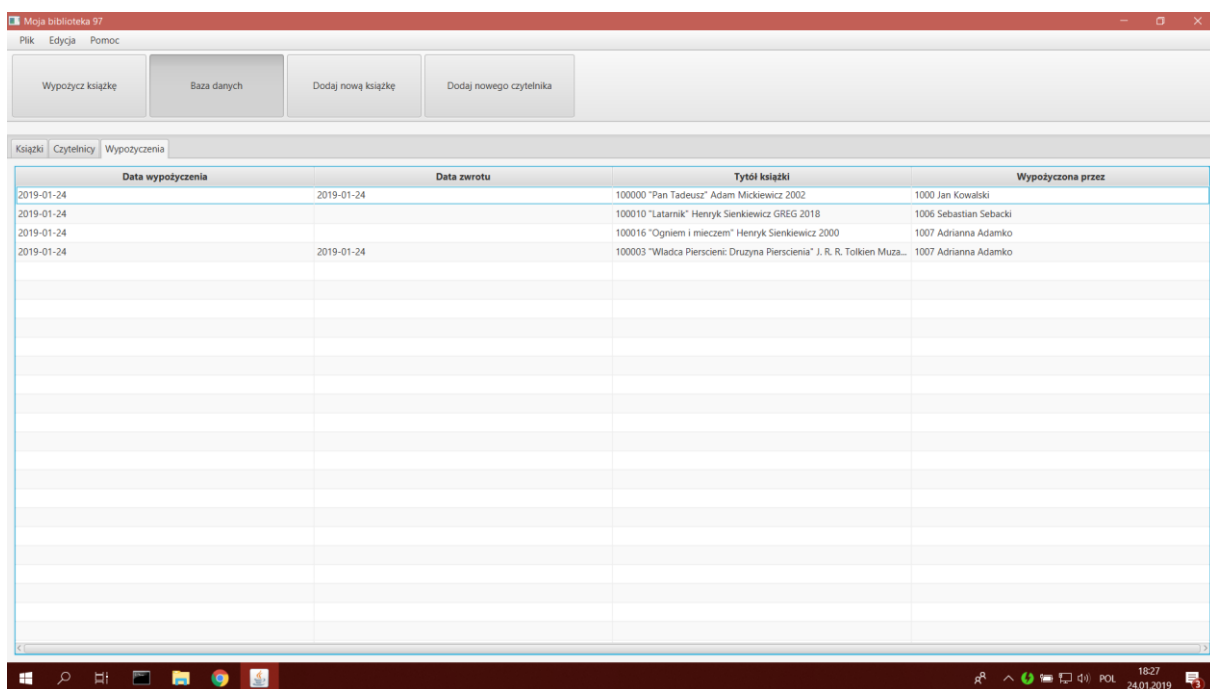 Moja biblioteka 97
Plik Edycja Pomoc
Wypożycz książkę Baza danych Dodaj nową książkę Dodaj nowego czytelnika
Książki Czytelnicy Wypożyczenia
Data wypożyczenia Data zwrotu Tytół książki Wypożyczona przez
2019-01-24 2019-01-24 100000 "Pan Tadeusz" Adam Mickiewicz 2002 1000 Jan Kowalski
2019-01-24 100010 "Latarnik" Henryk Sienkiewicz GREG 2018 1006 Sebastian Sebacki
2019-01-24 100016 "Ogniem i mieczem" Henryk Sienkiewicz 2000 1007 Adrianna Adamko
2019-01-24 2019-01-24 100003 "Wladca Pierscieni: Druzyna Pierscienia" J. R. R. Tolkien Muza... 1007 Adrianna Adamko
POL 18:27
24.01.2019 3